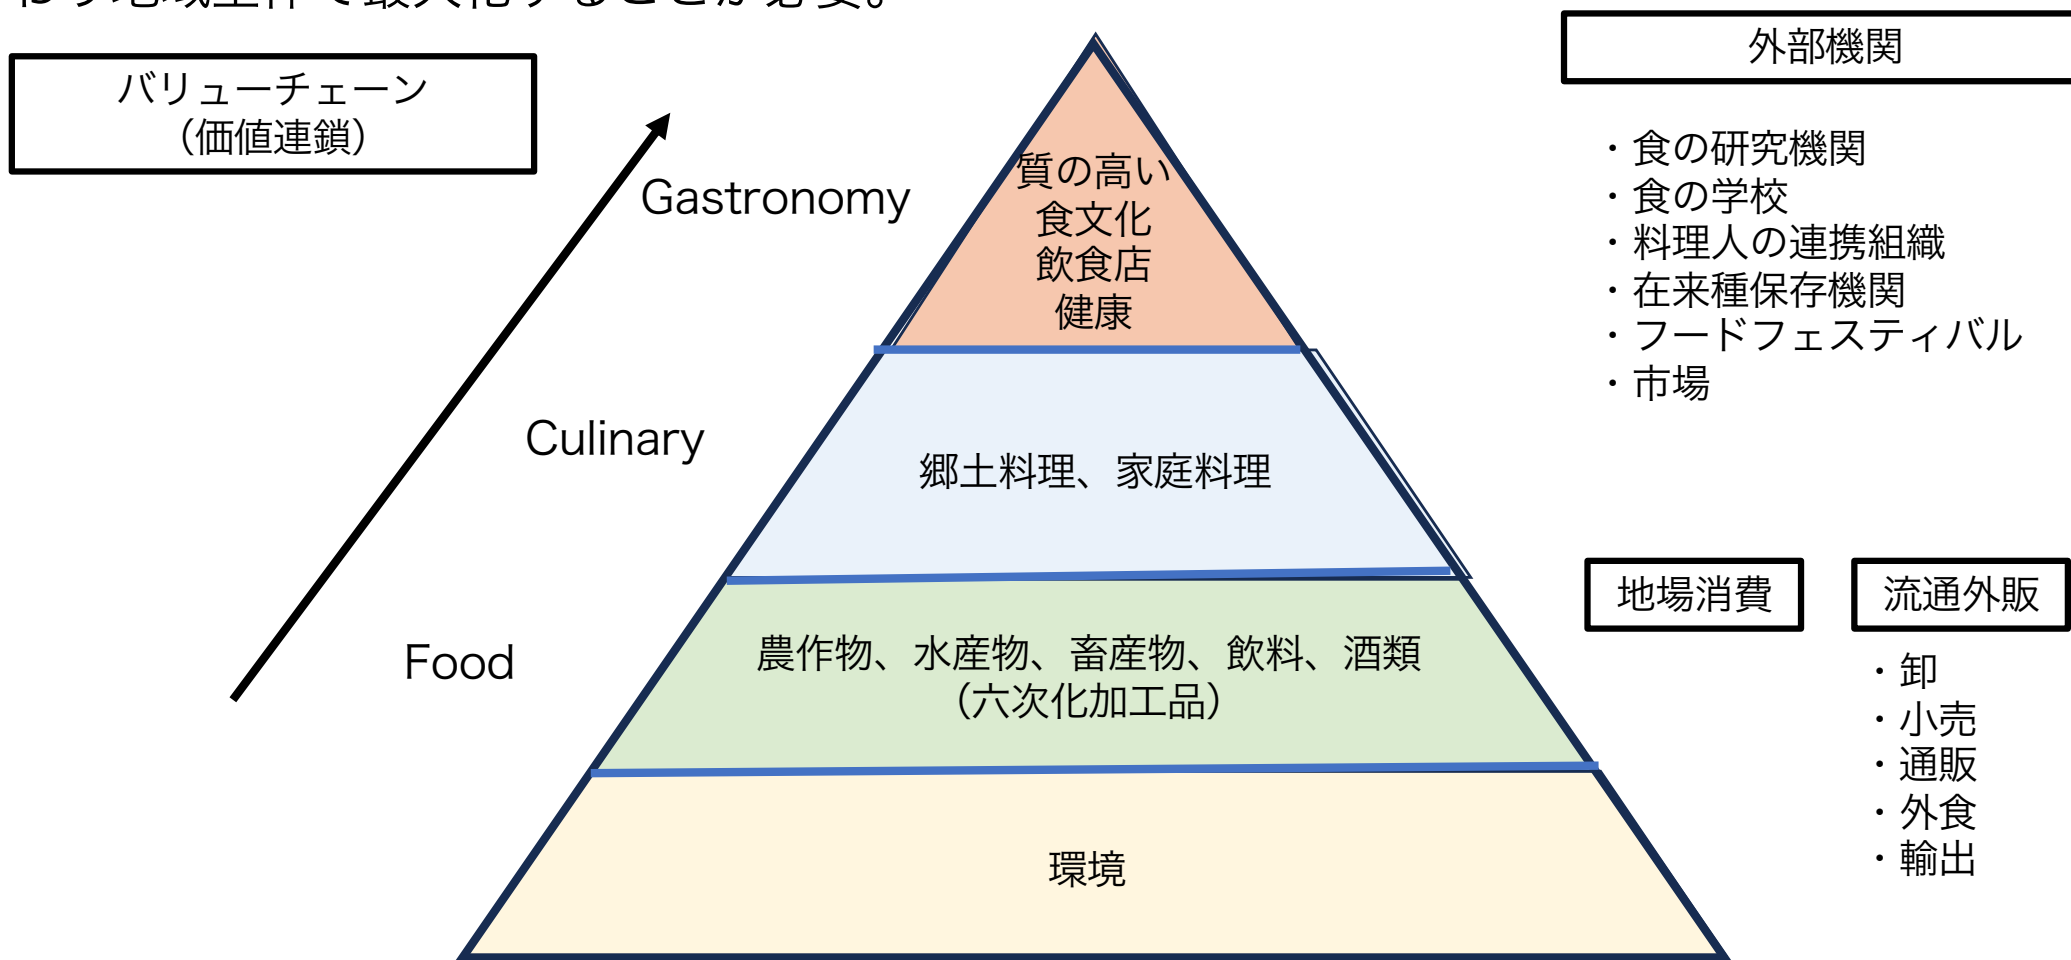 バリューチェーン
（価値連鎖）
外部機関
・食の研究機関
・食の学校
・料理人の連携組織
・在来種保存機関
・フードフェスティバル
・市場
Gastronomy
質の高い
食文化
飲食店
健康
Culinary
郷土料理、家庭料理
Food
農作物、水産物、畜産物、飲料、酒類
（六次化加工品）
環境
地場消費
流通外販
・卸
・小売
・通販
・外食
・輸出